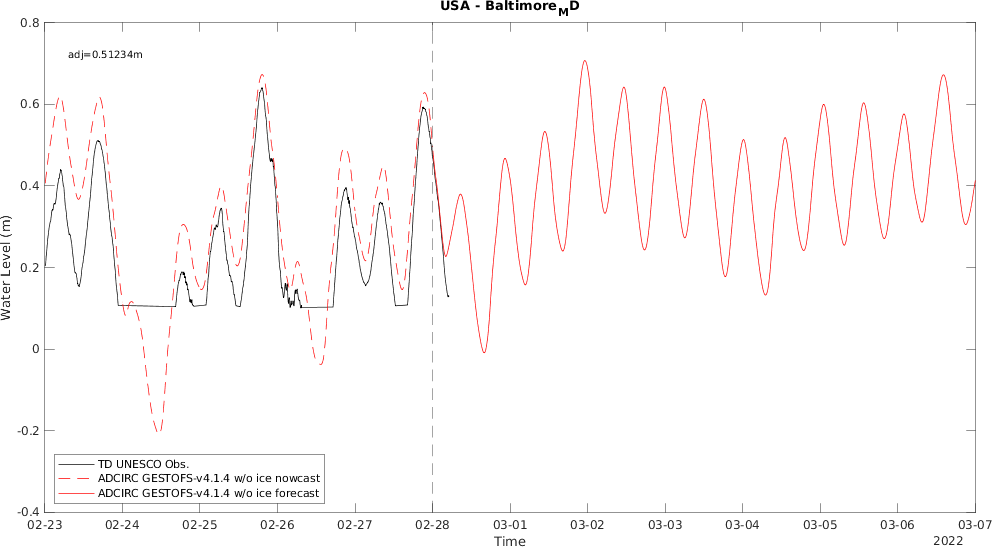 USA - Baltimore_MD
0.8
adj=0.51234m
0.6
0.4
0.2
0
-0.2
-0.4
Water Level (m)
TD UNESCO Obs.
ADCIRC GESTOFS-v4.1.4 w/o ice nowcast
ADCIRC GESTOFS-v4.1.4 w/o ice forecast
02-23 02-24 02-25 02-26 02-27 02-28 03-01 03-02 03-03 03-04 03-05 03-06 03-07
Time
2022